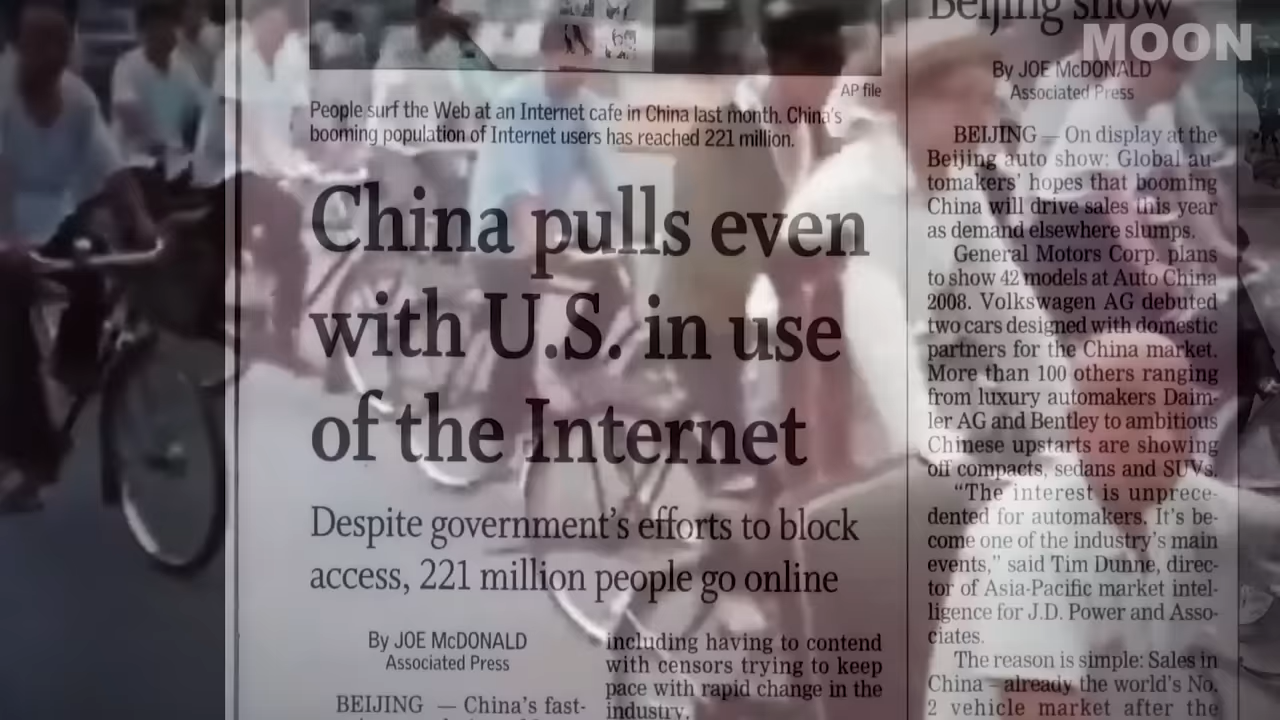 MOON
AP file
People surf the Web at an Internet cafe in China last month. China's
booming population of Internet users has reached 221 million.
China pulls even
with U.S. in use
of the Internet
Despite government's efforts to block
access, 221 million people go online
By JOE McDONALD
Associated Press
BEIJING — China's fast-
including having to contend
with censors trying to keep
pace with rapid change in the
industry.
Beijing show
By JOE McDONALD
Associated Press
BEIJING — On display at the
Beijing auto show: Global au-
tomakers' hopes that booming
China will drive sales this year
as demand elsewhere slumps.
General Motors Corp. plans
to show 42 models at Auto China
2008. Volkswagen AG debuted
two cars designed with domestic
partners for the China market.
More than 100 others ranging
from luxury automakers Daim-
ler AG and Bentley to ambitious
Chinese upstarts are showing
off compacts, sedans and SUVs.
“The interest is unprece-
dented for automakers. It's be-
come one of the industry's main
events,” said Tim Dunne, direc-
tor of Asia-Pacific market intel-
ligence for J.D. Power and Asso-
ciates.
The reason is simple: Sales in
China – already the world's No.
2 vehicle market after the